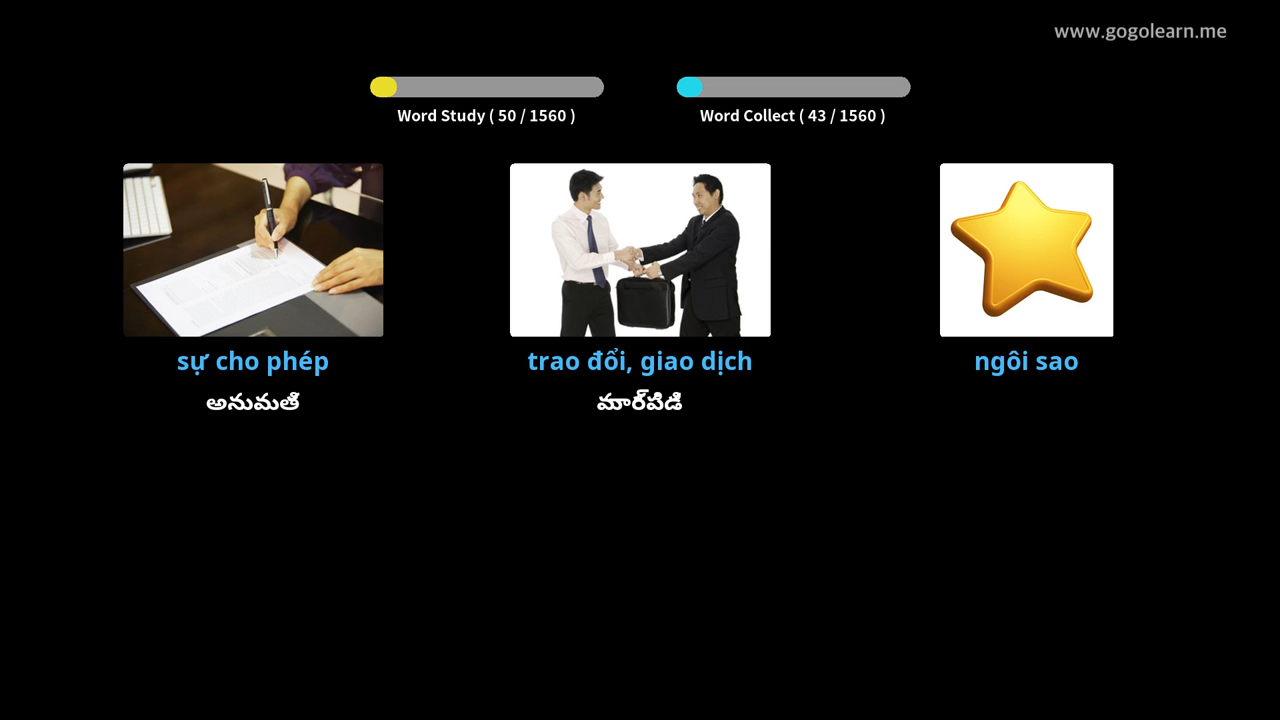 www.gogolearn.me
Word Study ( 50 / 1560 )
Word Collect ( 43 / 1560 )
sự cho phép
trao đổi, giao dịch
ngôi sao
అనుమతి
మార్పిడి